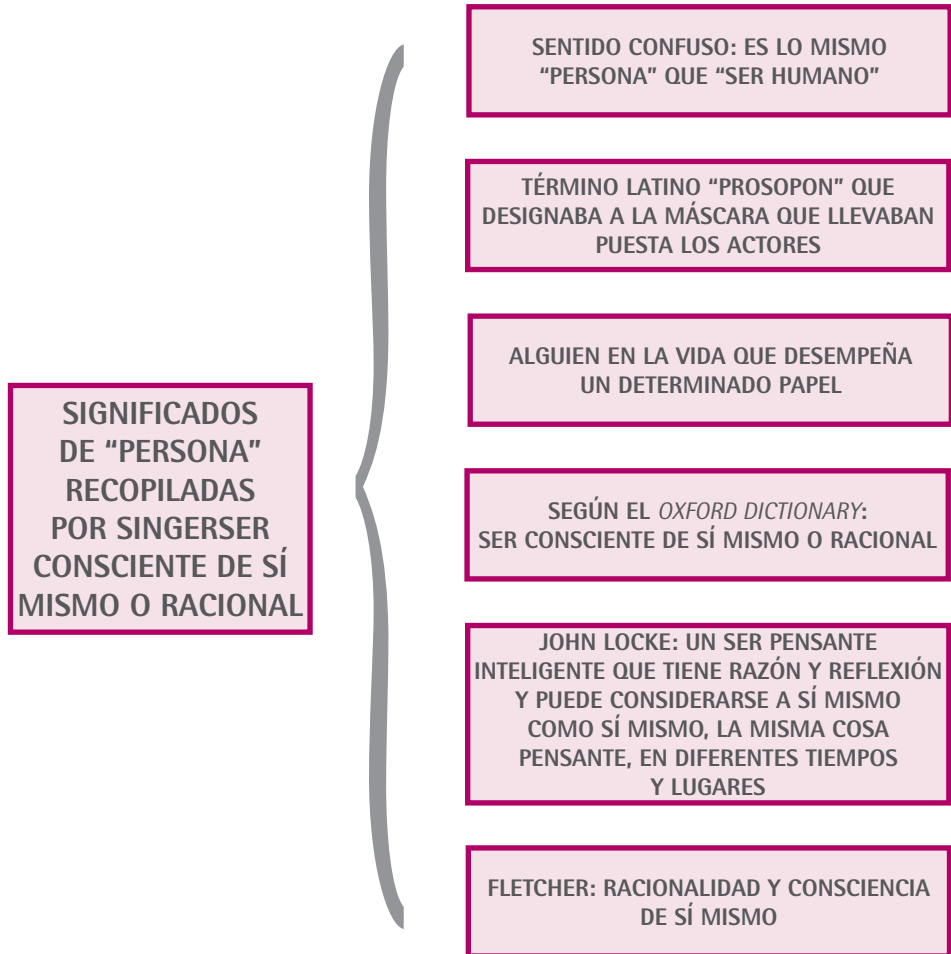 SIGNIFICADOS
DE “PERSONA”
RECOPILADAS
POR SINGERSER
CONSCIENTE DE SÍ
MISMO O RACIONAL
SENTIDO CONFUSO: ES LO MISMO
“PERSONA” QUE “SER HUMANO”
TÉRMINO LATINO “PROSOPON” QUE
DESIGNABA A LA MÁSCARA QUE LLEVABAN
PUESTA LOS ACTORES
ALGUIEN EN LA VIDA QUE DESEMPEÑA
UN DETERMINADO PAPEL
SEGÚN EL OXFORD DICTIONARY:
SER CONSCIENTE DE SÍ MISMO O RACIONAL
JOHN LOCKE: UN SER PENSANTE
INTELIGENTE QUE TIENE RAZÓN Y REFLEXIÓN
Y PUEDE CONSIDERARSE A SÍ MISMO
COMO SÍ MISMO, LA MISMA COSA
PENSANTE, EN DIFERENTES TIEMPOS
Y LUGARES
FLETCHER: RACIONALIDAD Y CONSCIENCIA
DE SÍ MISMO